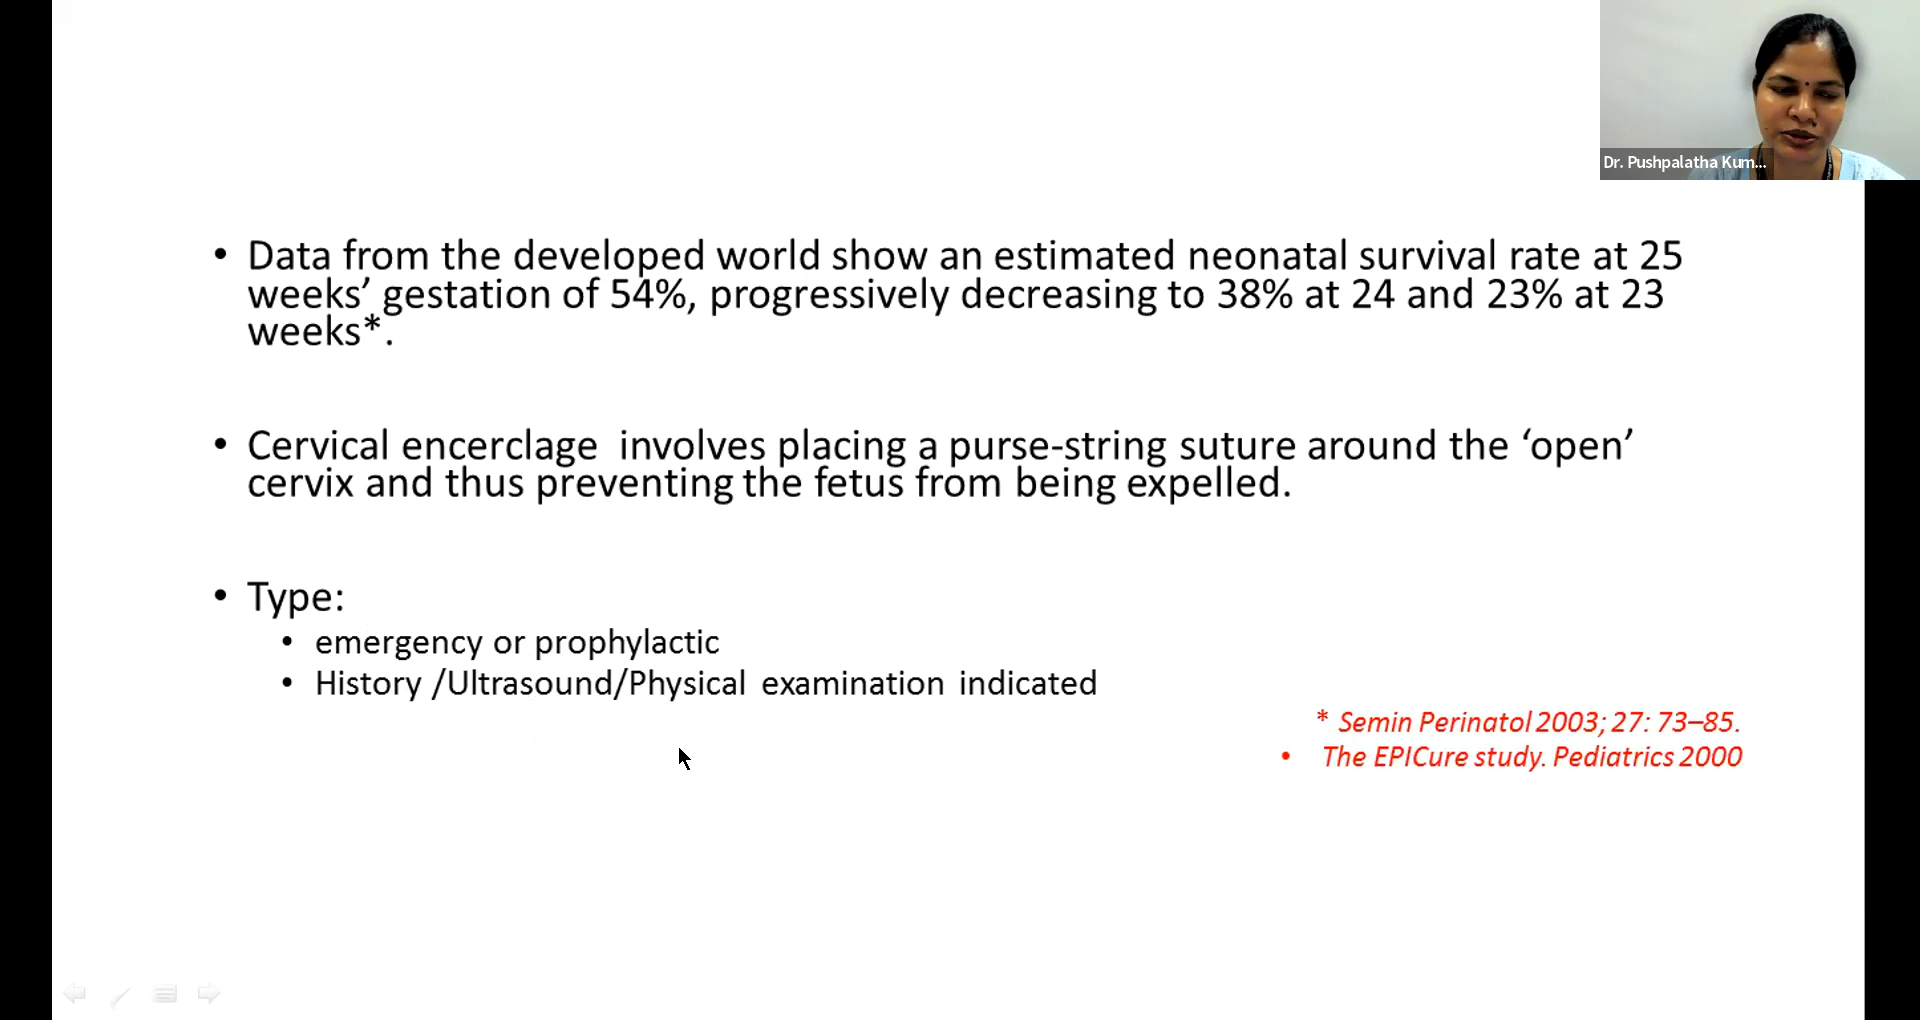 Dr. Pushpalatha Kum...
• Data from the developed world show an estimated neonatal survival rate at 25
weeks’ gestation of 54%, progressively decreasing to 38% at 24 and 23% at 23
weeks*.
• Cervical encerclage involves placing a purse-string suture around the ‘open’
cervix and thus preventing the fetus from being expelled.
• Type:
• emergency or prophylactic
• History /Ultrasound/Physical examination indicated
* Semin Perinatol 2003; 27: 73–85.
• The EPICure study. Pediatrics 2000